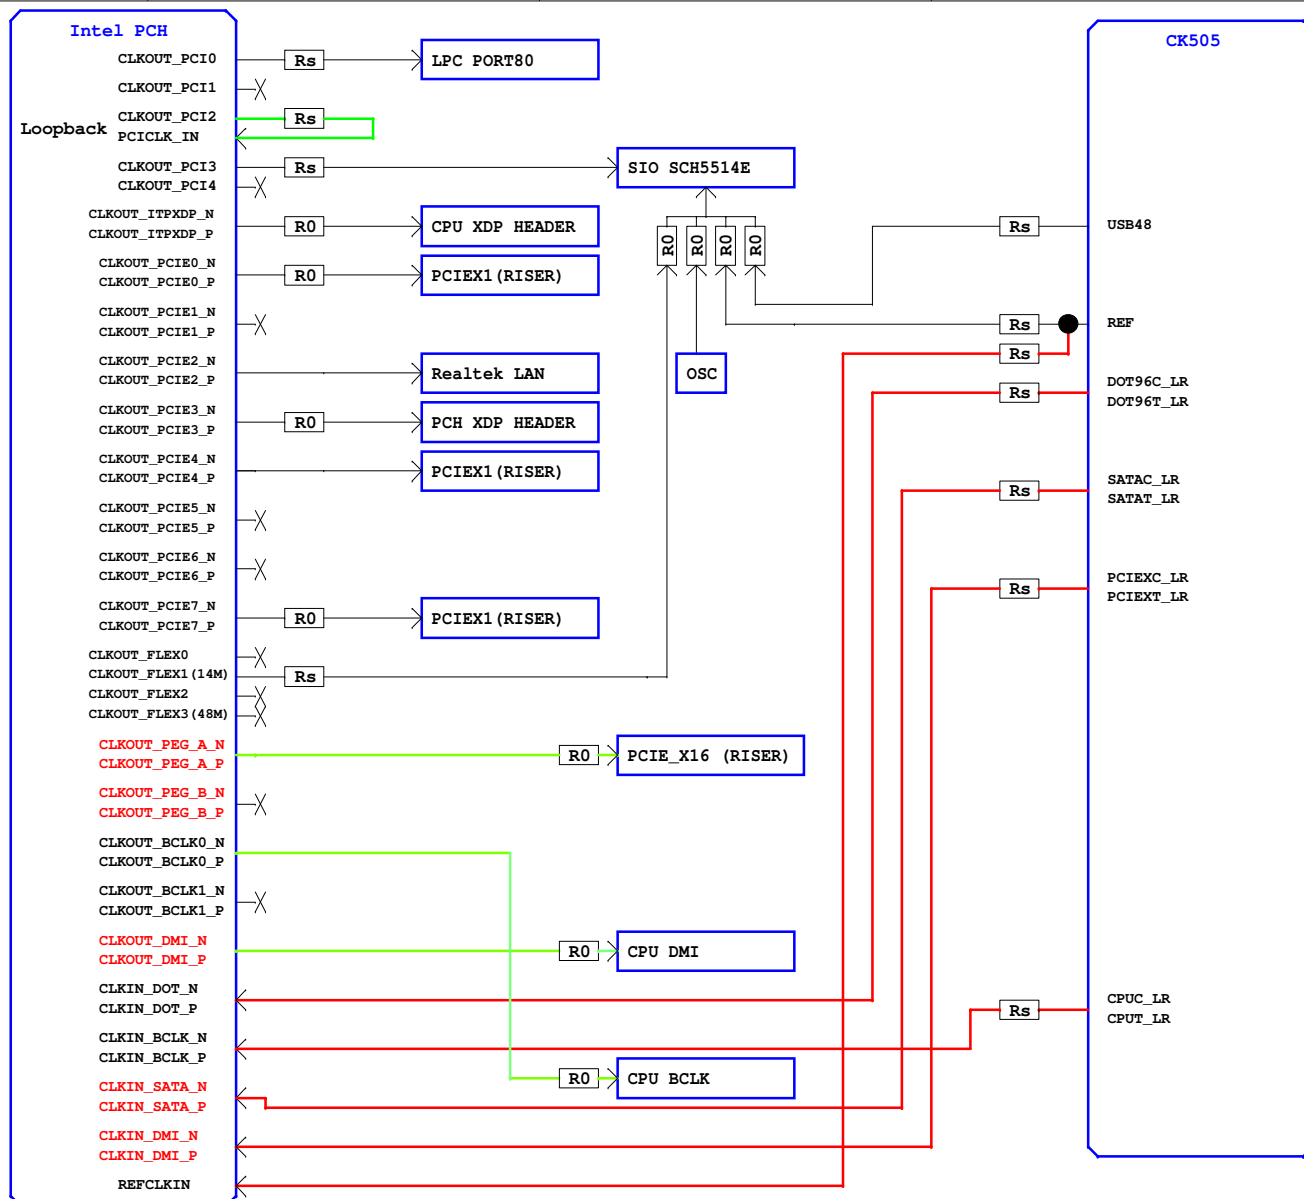 Intel PCH
CK505
CLKOUT_PCI0
Rs
LPC PORT80
CLKOUT_PCI1
CLKOUT_PCI2
Rs
Loopback
PCICLK_IN
CLKOUT_PCI3
Rs
SIO SCH5514E
CLKOUT_PCI4
CLKOUT_ITPXDP_N
CLKOUT_ITPXDP_P
R0
CPU XDP HEADER
R0
R0
R0
R0
Rs
USB48
CLKOUT_PCIE0_N
CLKOUT_PCIE0_P
R0
PCIEX1(RISER)
CLKOUT_PCIE1_N
CLKOUT_PCIE1_P
Rs
REF
Rs
CLKOUT_PCIE2_N
CLKOUT_PCIE2_P
Realtek LAN
OSC
Rs
DOT96C_LR
DOT96T_LR
CLKOUT_PCIE3_N
CLKOUT_PCIE3_P
R0
PCH XDP HEADER
CLKOUT_PCIE4_N
CLKOUT_PCIE4_P
PCIEX1(RISER)
Rs
SATAC_LR
SATAT_LR
CLKOUT_PCIE5_N
CLKOUT_PCIE5_P
CLKOUT_PCIE6_N
CLKOUT_PCIE6_P
Rs
PCIEXC_LR
PCIEXT_LR
CLKOUT_PCIE7_N
CLKOUT_PCIE7_P
R0
PCIEX1(RISER)
CLKOUT_FLEX0
CLKOUT_FLEX1(14M)
Rs
CLKOUT_FLEX2
CLKOUT_FLEX3(48M)
CLKOUT_PEG_A_N
CLKOUT_PEG_A_P
R0
PCIE_X16 (RISER)
CLKOUT_PEG_B_N
CLKOUT_PEG_B_P
CLKOUT_BCLK0_N
CLKOUT_BCLK0_P
CLKOUT_BCLK1_N
CLKOUT_BCLK1_P
CLKOUT_DMI_N
CLKOUT_DMI_P
R0
CPU DMI
CLKIN_DOT_N
CLKIN_DOT_P
Rs
CPUC_LR
CPUT_LR
CLKIN_BCLK_N
CLKIN_BCLK_P
R0
CPU BCLK
CLKIN_SATA_N
CLKIN_SATA_P
CLKIN_DMI_N
CLKIN_DMI_P
REFCLKIN